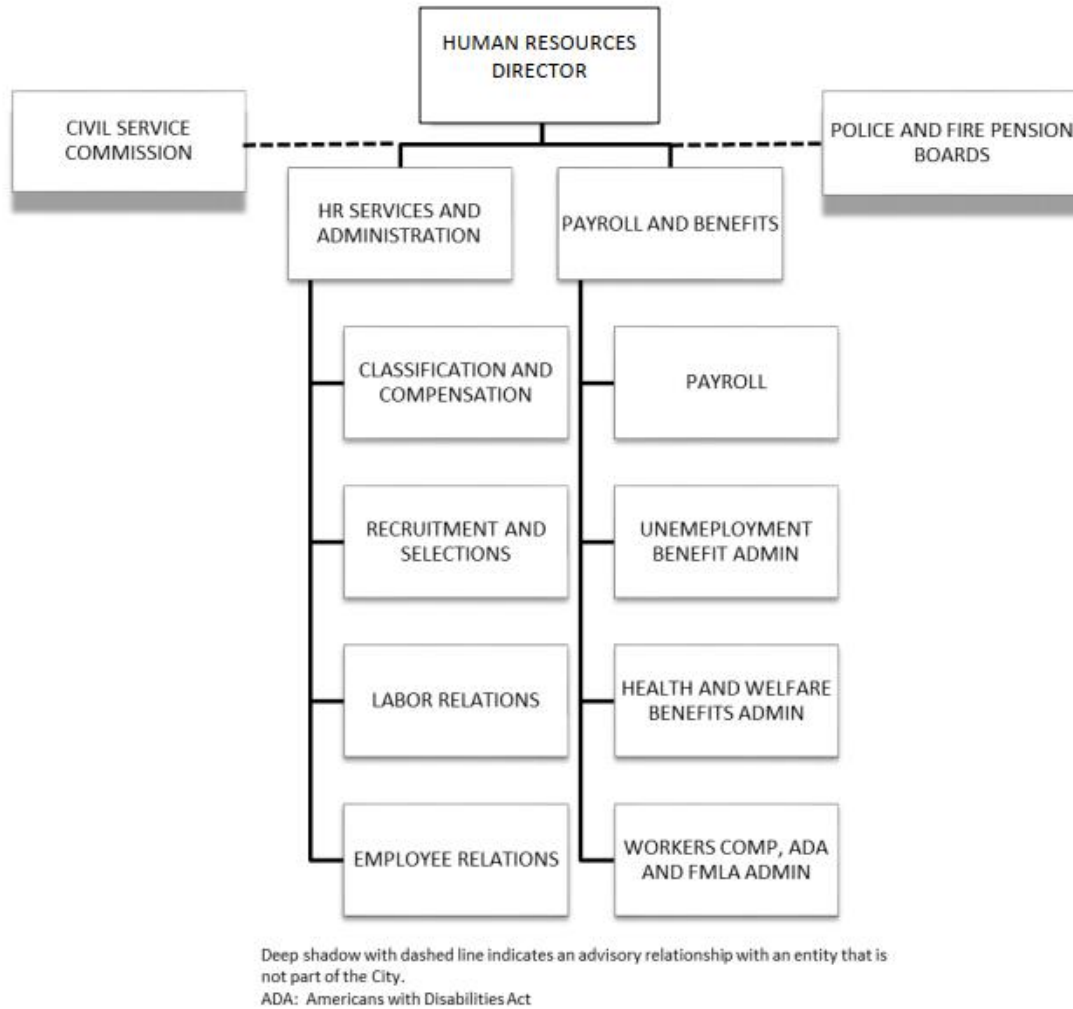 HUMAN RESOURCES
DIRECTOR
CIVIL SERVICE
COMMISSION
POLICE AND FIRE PENSION
BOARDS
HR SERVICES AND
ADMINISTRATION
PAYROLL AND BENEFITS
CLASSIFICATION AND
COMPENSATION
PAYROLL
RECRUITMENT AND
SELECTIONS
UNEMEPLOYMENT
BENEFIT ADMIN
LABOR RELATIONS
HEALTH AND WELFARE
BENEFITS ADMIN
EMPLOYEE RELATIONS
WORKERS COMP, ADA
AND FMLA ADMIN
Deep shadow with dashed line indicates an advisory relationship with an entity that is
not part of the City.
ADA: Americans with Disabilities Act